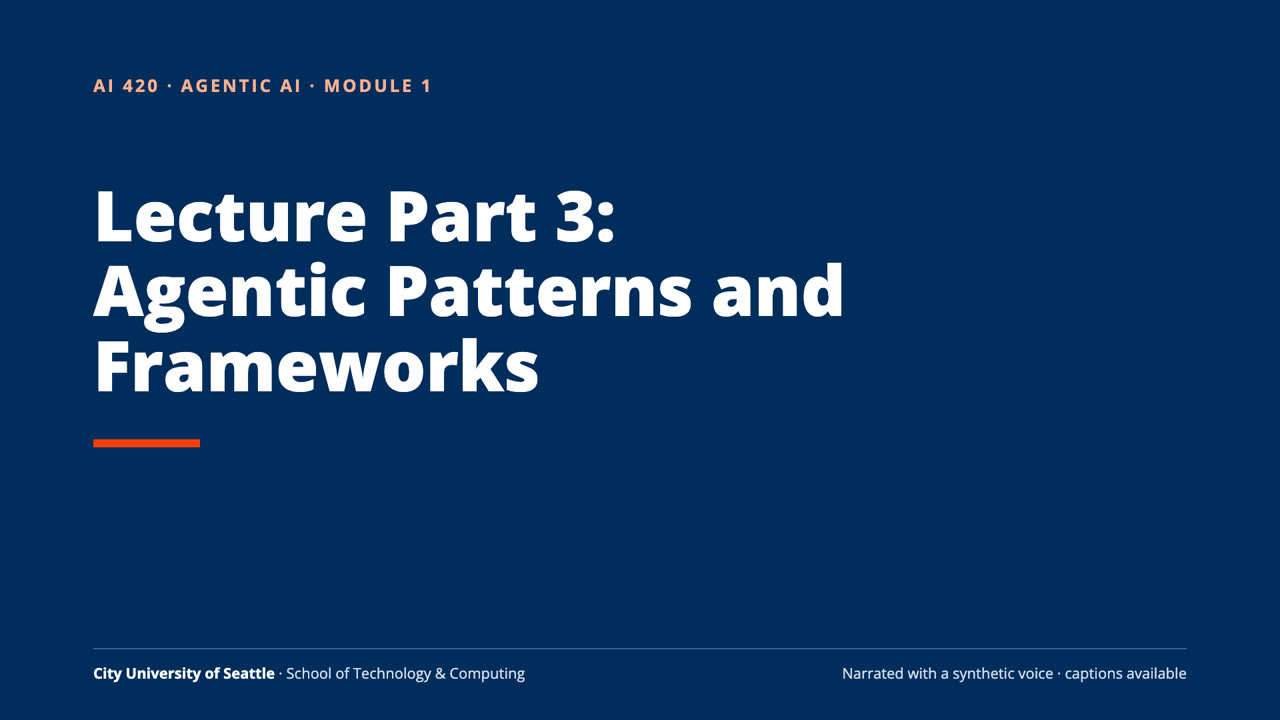 AI 420 · AGENTIC AI · MODULE 1
Lecture Part 3:
Agentic Patterns and
Frameworks
City University of Seattle · School of Technology & Computing
Narrated with a synthetic voice · captions available